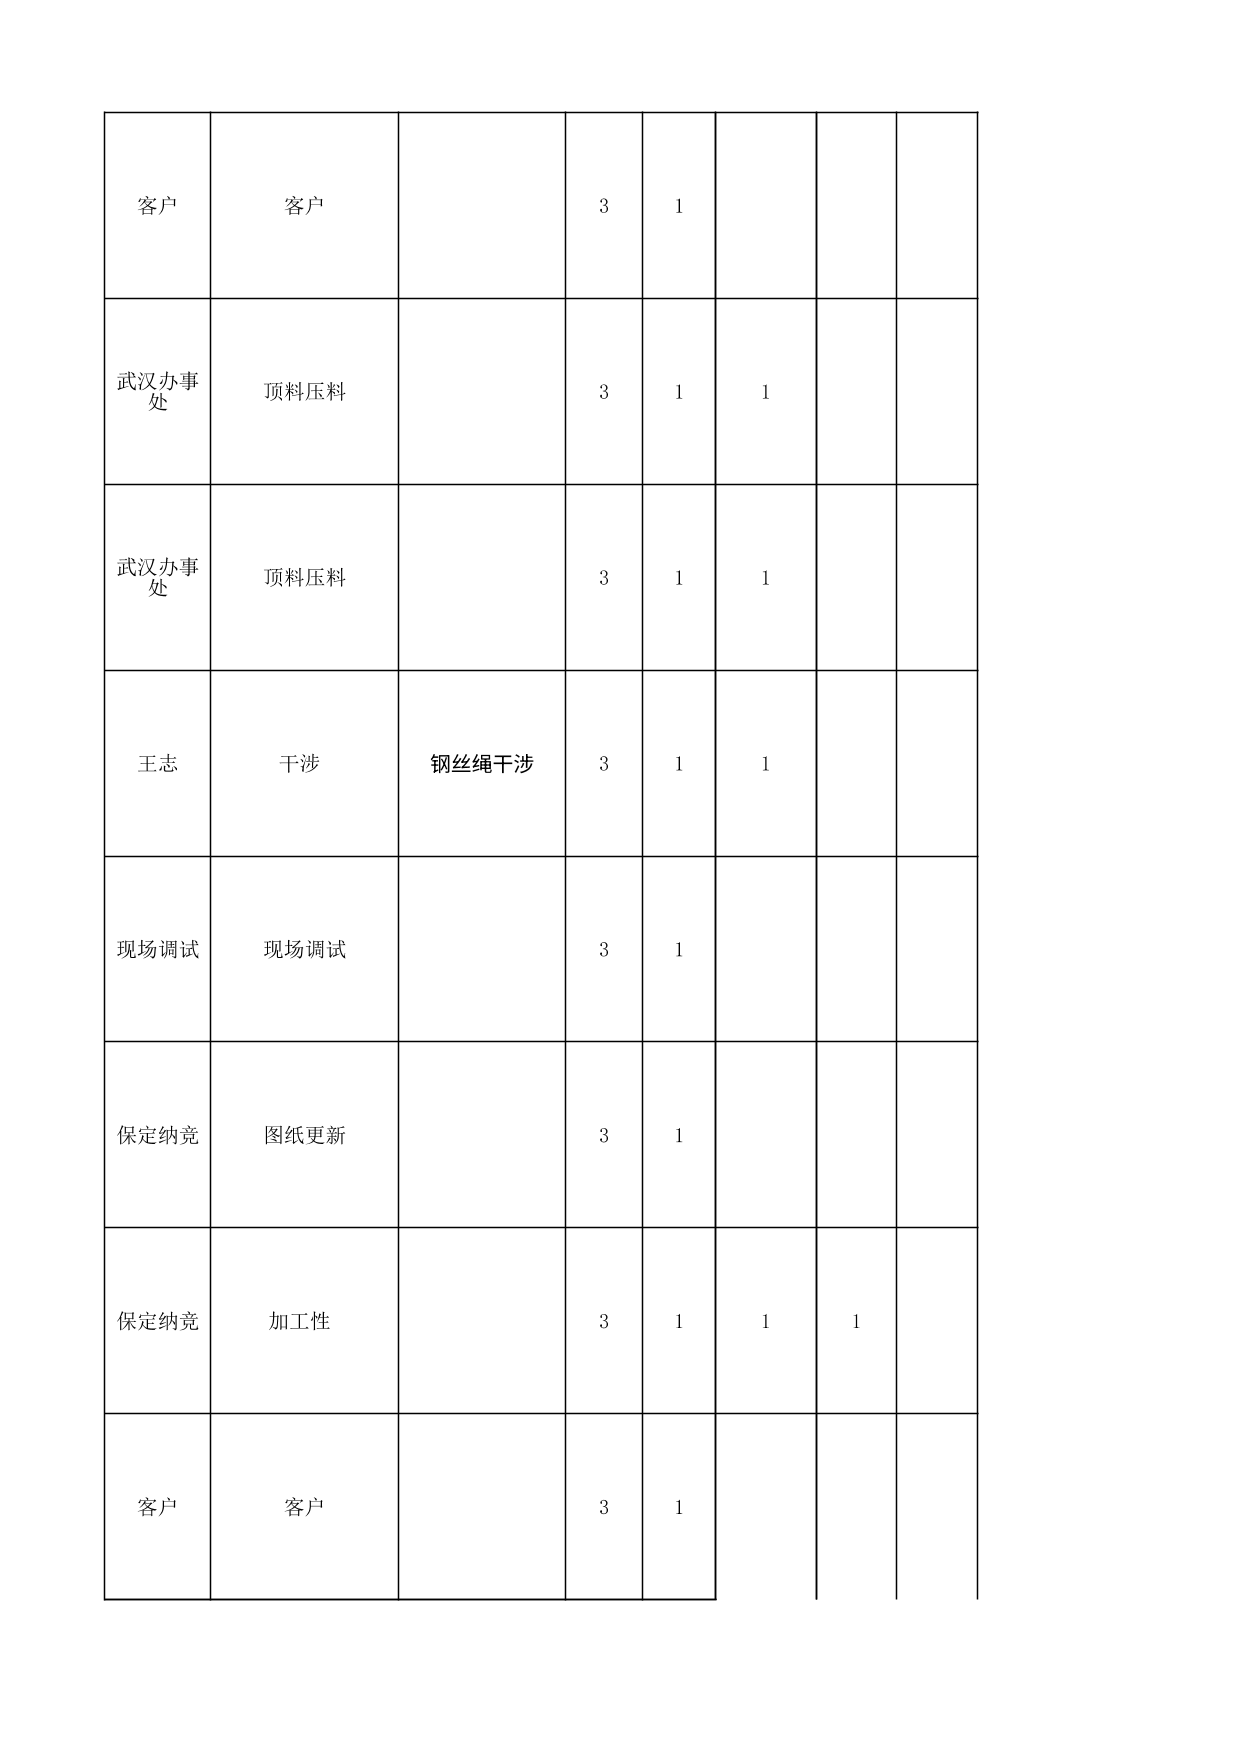 客户 客户 3 1
武汉办事
处 顶料压料 3 1 1
武汉办事
处 顶料压料 3 1 1
王志 干涉 钢丝绳干涉 3 1 1
现场调试 现场调试 3 1
保定纳竞 图纸更新 3 1
保定纳竞 加工性 3 1 1 1
客户 客户 3 1